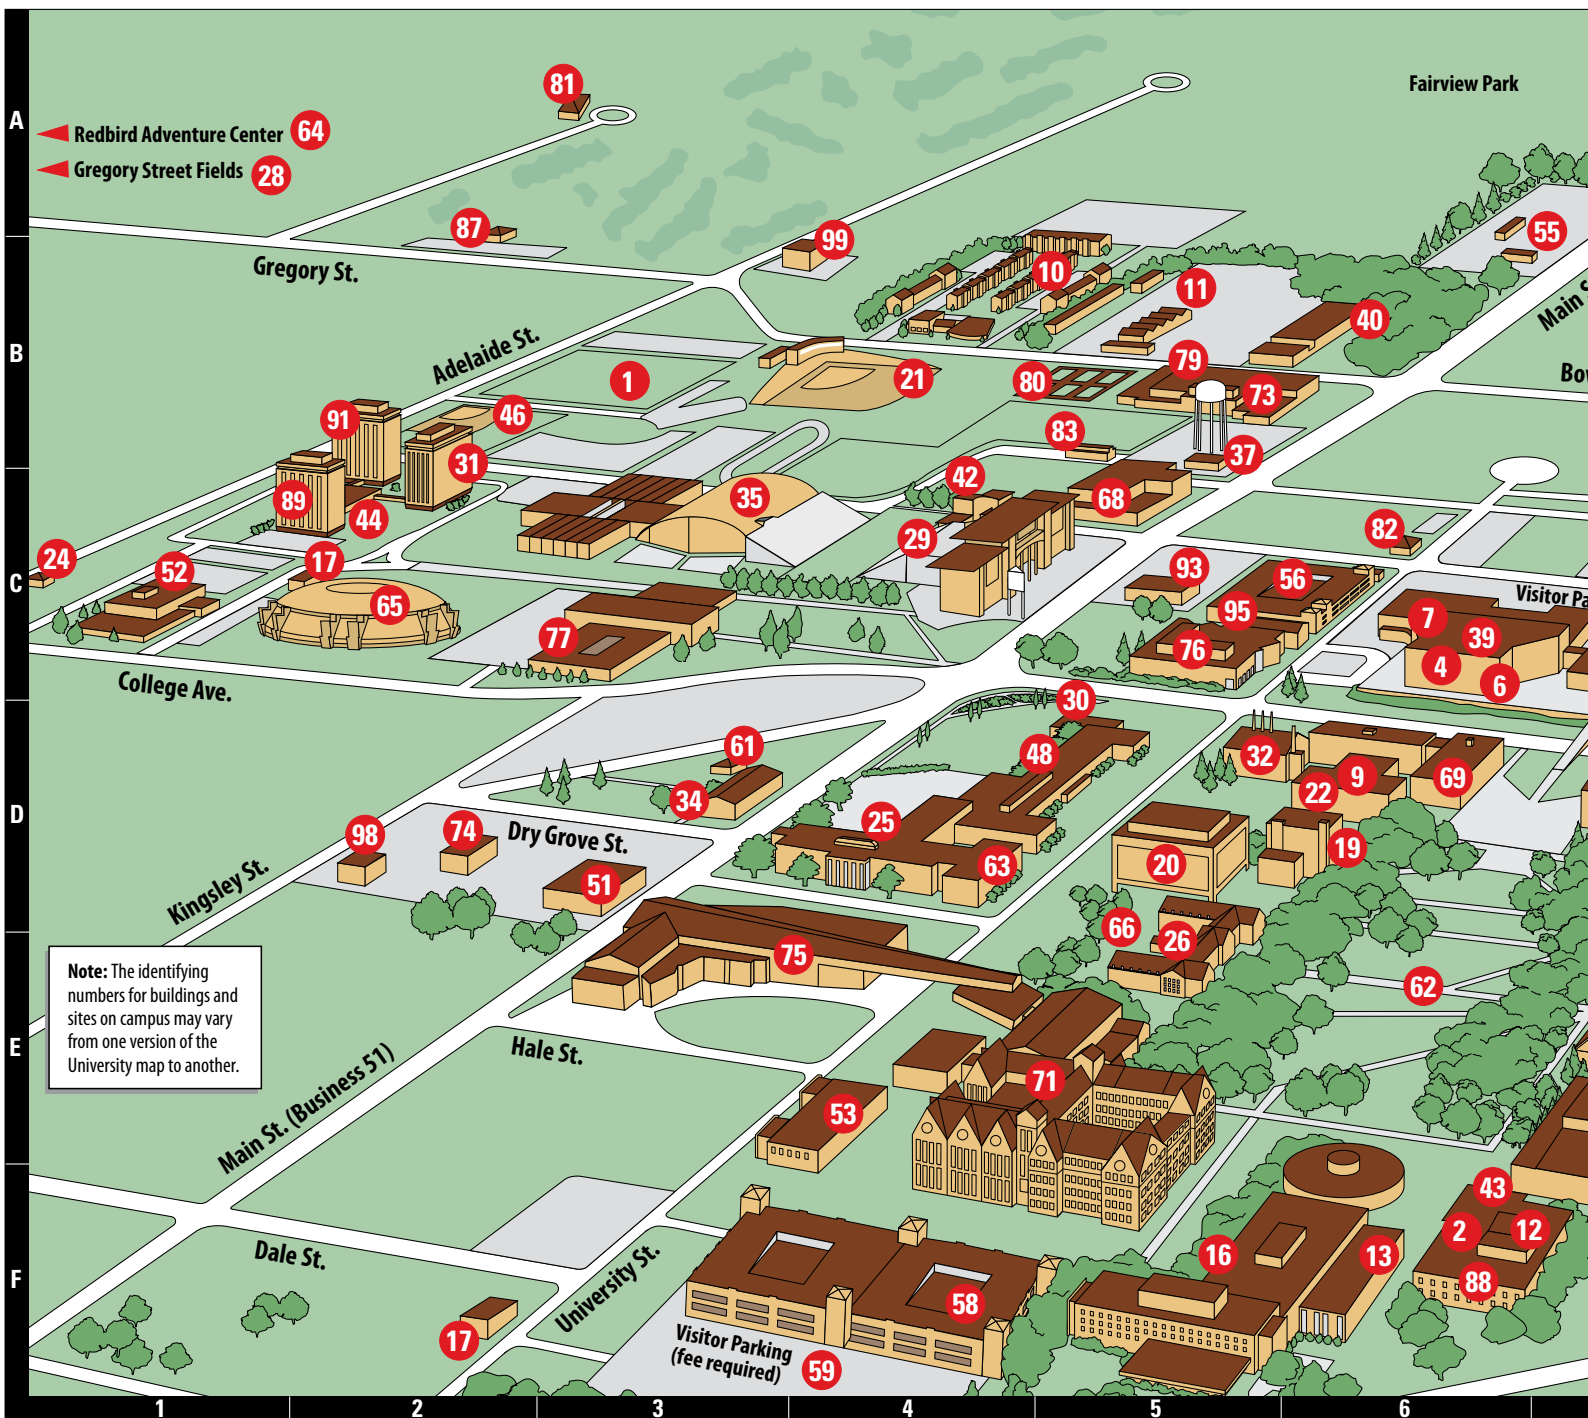 A
B
C
D
E
F
1
2
3
4
5
6
Fairview Park
81
Redbird Adventure Center 64
Gregory Street Fields 28
87
99
55
Gregory St.
10
11
40
Main S
Adelaide St.
1
21
80
79
73
Bov
91
46
31
83
37
89
44
35
42
68
29
82
24
52
17
65
93
56
Visitor Pa
95
7
39
77
76
4
6
College Ave.
30
61
48
32
9
69
34
22
25
98
74
Dry Grove St.
51
63
20
19
Kingsley St.
66
26
75
62
Note: The identifying
numbers for buildings and
sites on campus may vary
from one version of the
University map to another.
Hale St.
Main St. (Business 51)
71
53
43
2
12
16
13
Dale St.
University St.
58
88
17
Visitor Parking
(fee required)
59